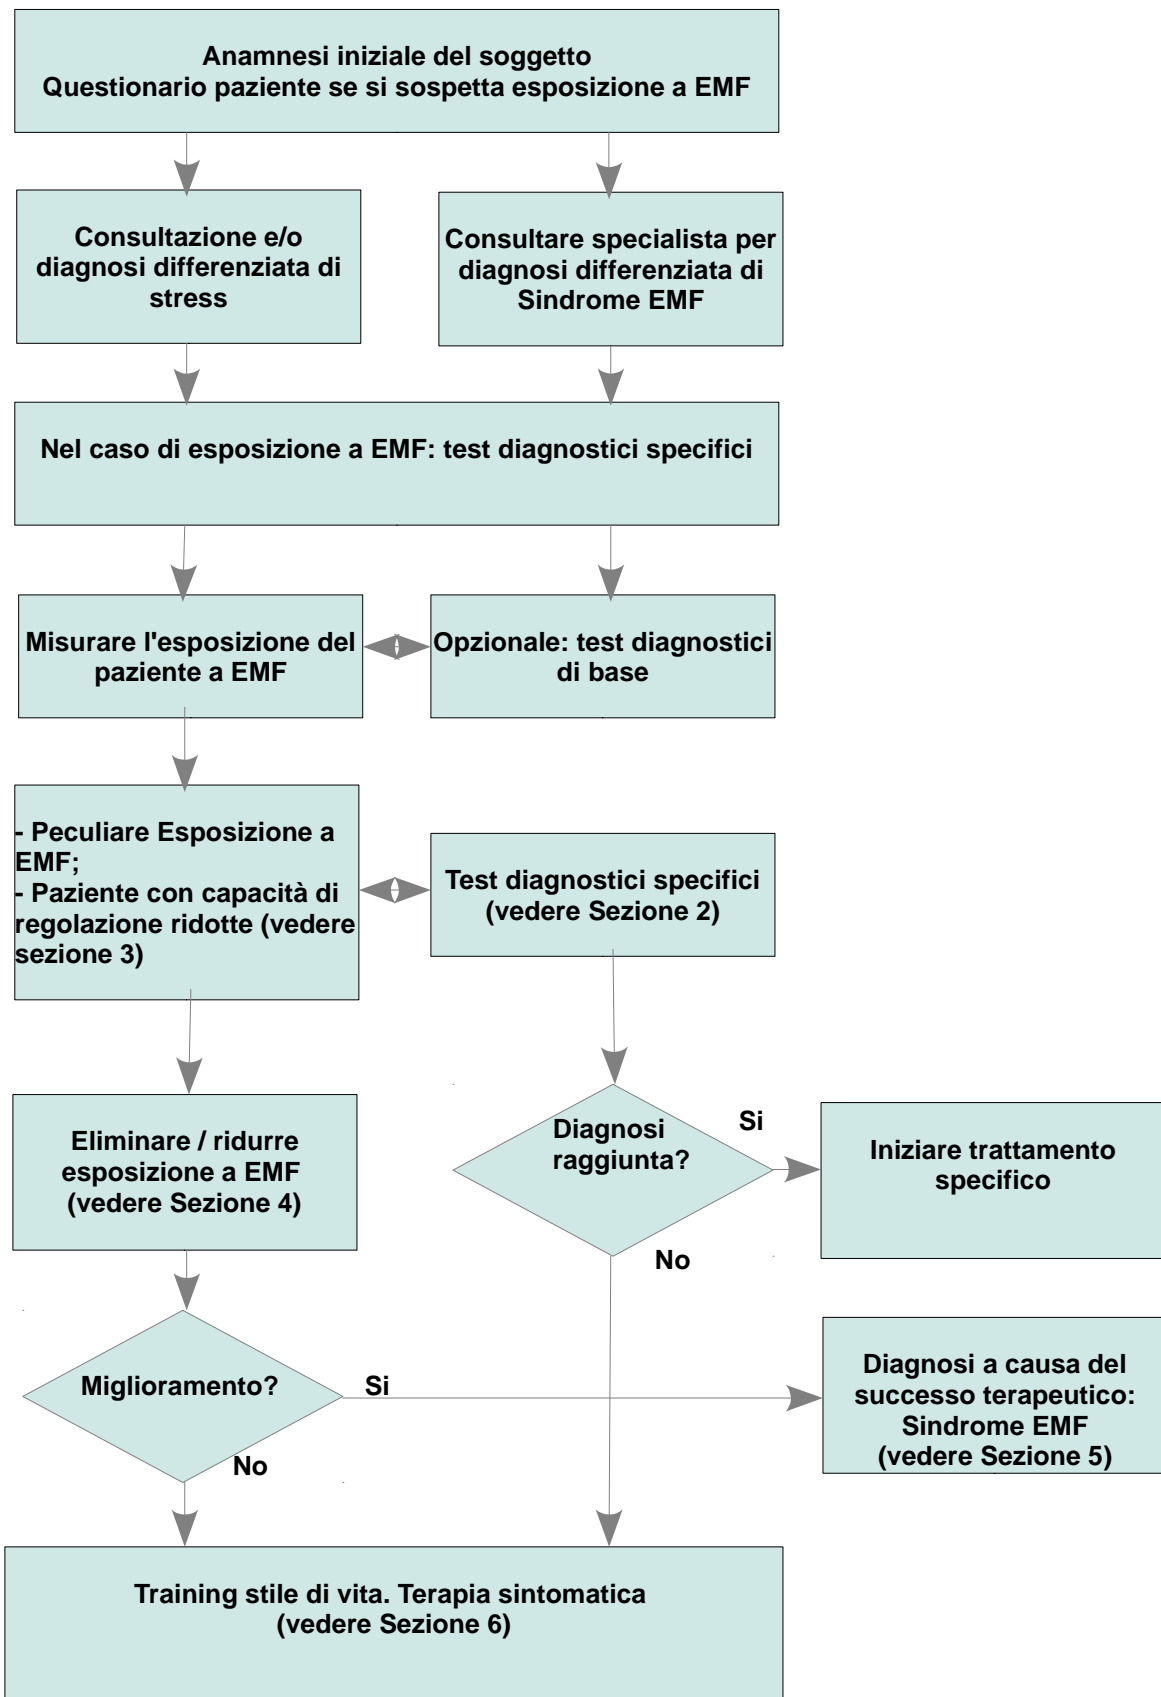 Anamnesi iniziale del soggetto
Questionario paziente se si sospetta esposizione a EMF
Consultazione e/o
diagnosi differenziata di
stress
Consultare specialista per
diagnosi differenziata di
Sindrome EMF
Nel caso di esposizione a EMF: test diagnostici specifici
Misurare l'esposizione del
paziente a EMF
Opzionale: test diagnostici
di base
- Peculiare Esposizione a
EMF;
- Paziente con capacità di
regolazione ridotte (vedere
sezione 3)
Test diagnostici specifici
(vedere Sezione 2)
Eliminare / ridurre
esposizione a EMF
(vedere Sezione 4)
Diagnosi
raggiunta?
Si
Iniziare trattamento
specifico
No
Miglioramento?
Si
Diagnosi a causa del
successo terapeutico:
Sindrome EMF
(vedere Sezione 5)
No
Training stile di vita. Terapia sintomatica
(vedere Sezione 6)